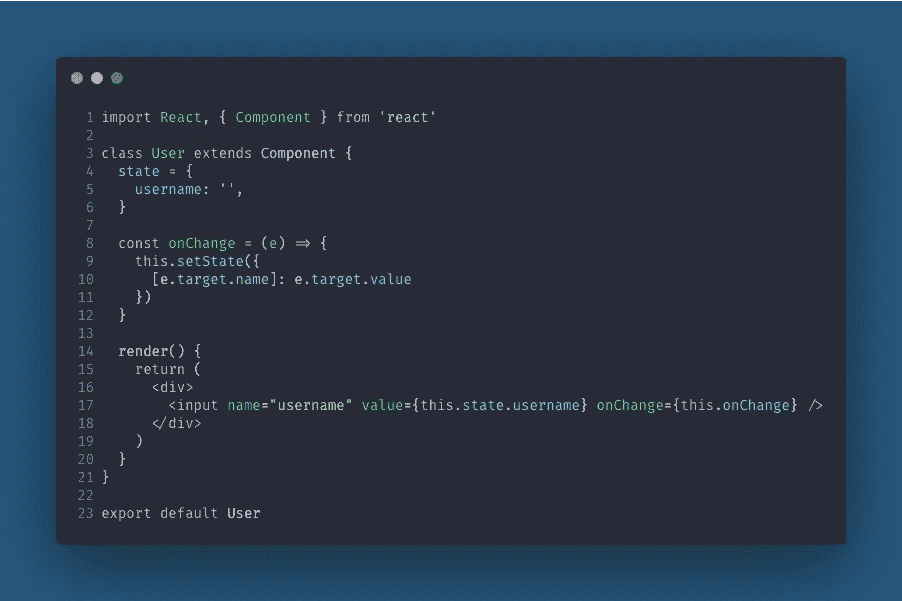 1 import React, { Component } from 'react'
2
3 class User extends Component {
4   state = {
5     username: '',
6   }
7
8   const onChange = (e) => {
9     this.setState({
10       [e.target.name]: e.target.value
11     })
12   }
13
14   render() {
15     return (
16       <div>
17         <input name="username" value={this.state.username} onChange={this.onChange} />
18       </div>
19     )
20   }
21 }
22
23 export default User